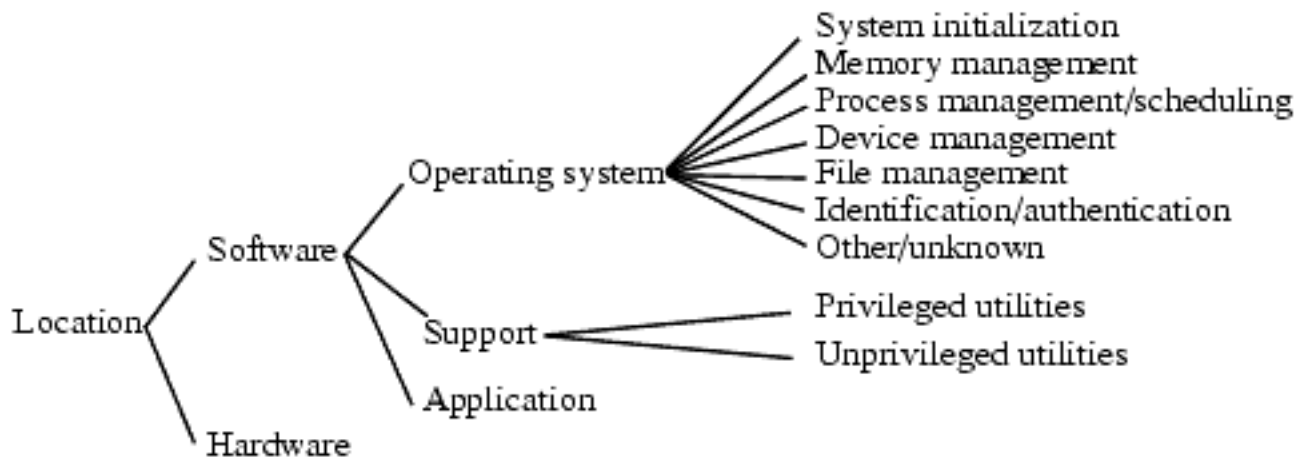 System initialization
Memory management
Process management/scheduling
Device management
Operating system
File management
Identification/authentication
Other/unknown
Software
Privileged utilities
Location
Support
Unprivileged utilities
Application
Hardware